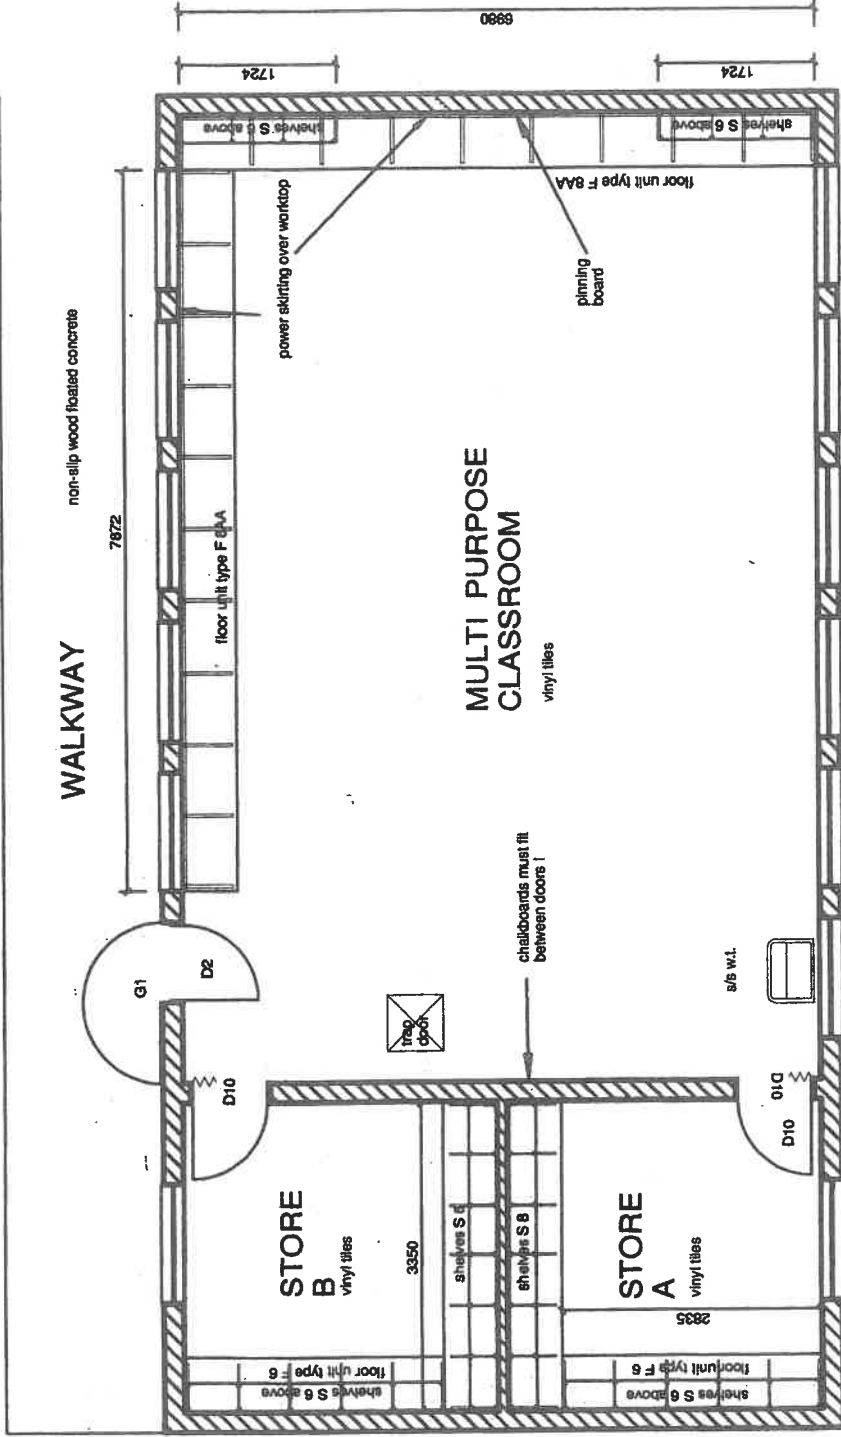 WALKWAY
non-slip wood floated concrete
7872
6980
1724
1724
shelves S 6 above
shelves S 6 above
floor unit type F 8AA
floor unit type F 8AA
power skirting over worktop
pinning
board
MULTI PURPOSE
CLASSROOM
vinyl tiles
G1
D2
trap
door
chalkboards must fit
between doors !
s/s w.t.
D10
D10
D10
STORE
B
vinyl tiles
3350
shelves S 6
floor unit type F 6
shelves S 6 above
shelves S 8
STORE
A
vinyl tiles
2835
floor unit type F 6
shelves S 6 above